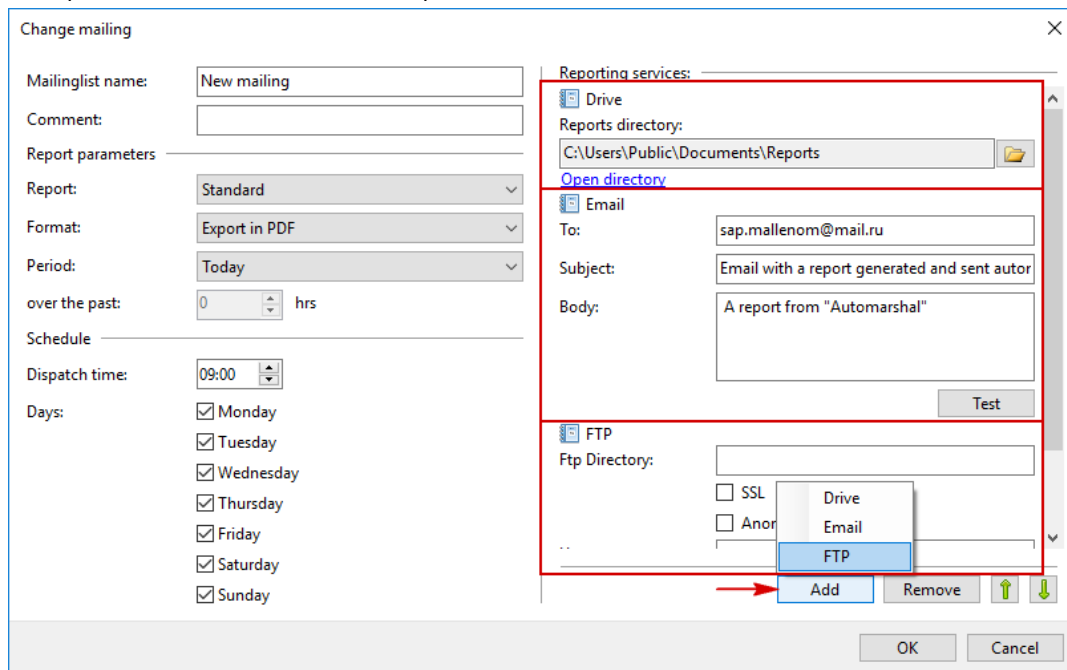 Change mailing
Mailinglist name: New mailing
Comment:
Report parameters
Report: Standard
Format: Export in PDF
Period: Today
over the past: 0 hrs
Schedule
Dispatch time: 09:00
Days: Monday
Tuesday
Wednesday
Thursday
Friday
Saturday
Sunday
Reporting services:
Drive
Reports directory:
C:\Users\Public\Documents\Reports
Open directory
Email
To: sap.mallenom@mail.ru
Subject: Email with a report generated and sent autor
Body: A report from "Automarshal"
Test
FTP
Ftp Directory:
SSL
Anor
Drive
Email
FTP
Add Remove
OK Cancel